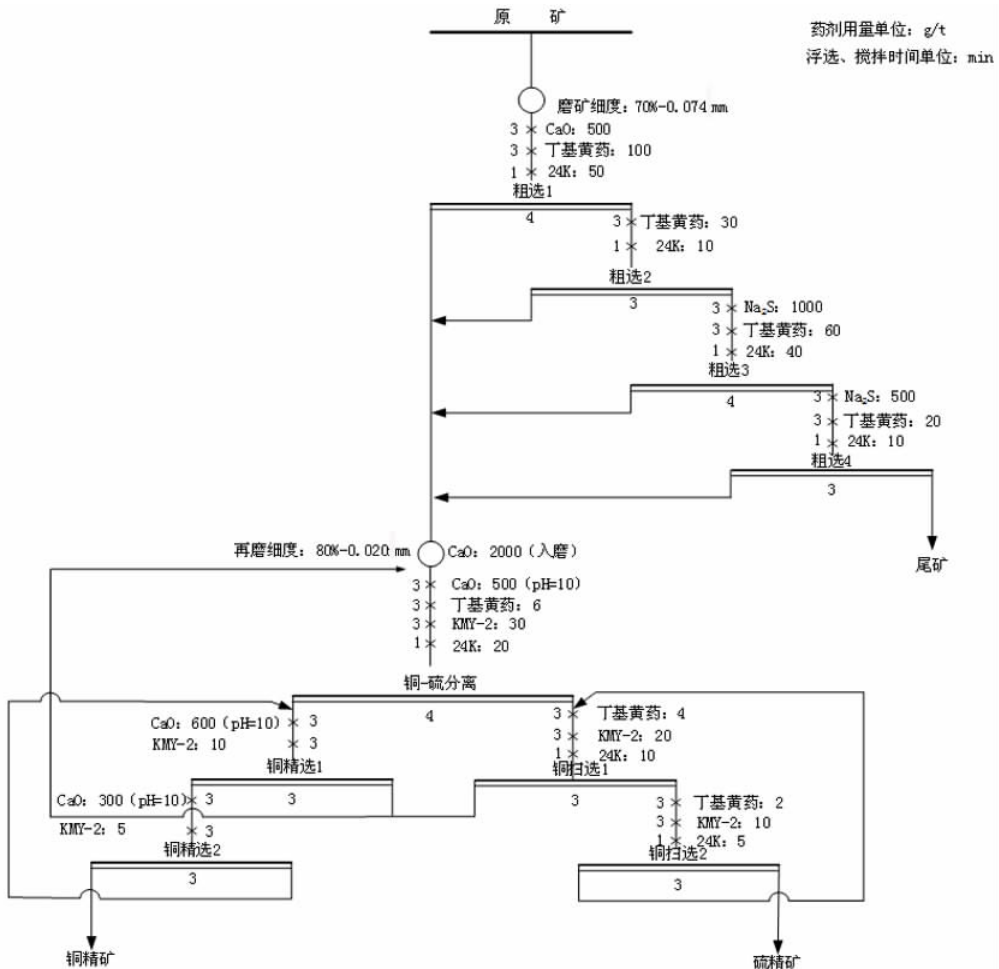 原 矿
药剂用量单位：g/t
浮选、搅拌时间单位：min
磨矿细度：70%-0.074 mm
3 CaO：500
3 丁基黄药：100
1 24K：50
粗选1
4
3 丁基黄药：30
1 24K：10
粗选2
3
3 Na₂S：1000
3 丁基黄药：60
1 24K：40
粗选3
4
3 Na₂S：500
3 丁基黄药：20
1 24K：10
粗选4
3
尾矿
再磨细度：80%-0.020 mm
CaO：2000（入磨）
3 CaO：500（pH=10）
3 丁基黄药：6
3 KMY-2：30
1 24K：20
铜-硫分离
4
CaO：600（pH=10） 3
KMY-2：10 3
3 丁基黄药：4
3 KMY-2：20
1 24K：10
铜精选1
3
铜扫选1
3
CaO：300（pH=10） 3
KMY-2：5 3
3 丁基黄药：2
3 KMY-2：10
1 24K：5
铜精选2
3
铜扫选2
3
铜精矿
硫精矿